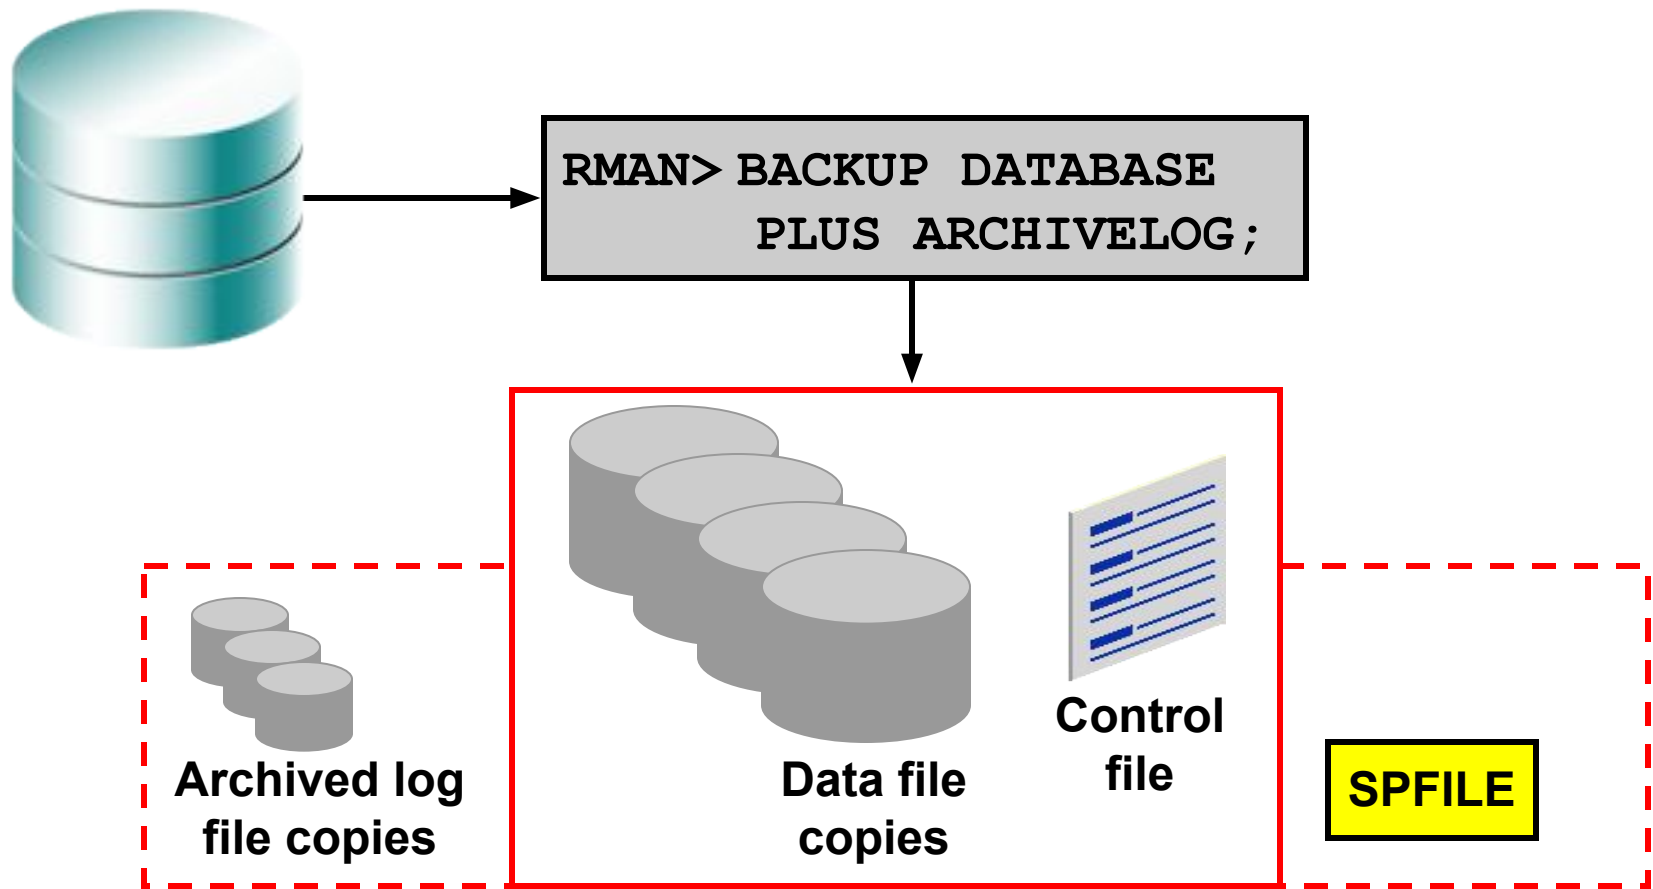 RMAN> BACKUP DATABASE
PLUS ARCHIVELOG;
Archived log
file copies
Data file
copies
Control
file
SPFILE